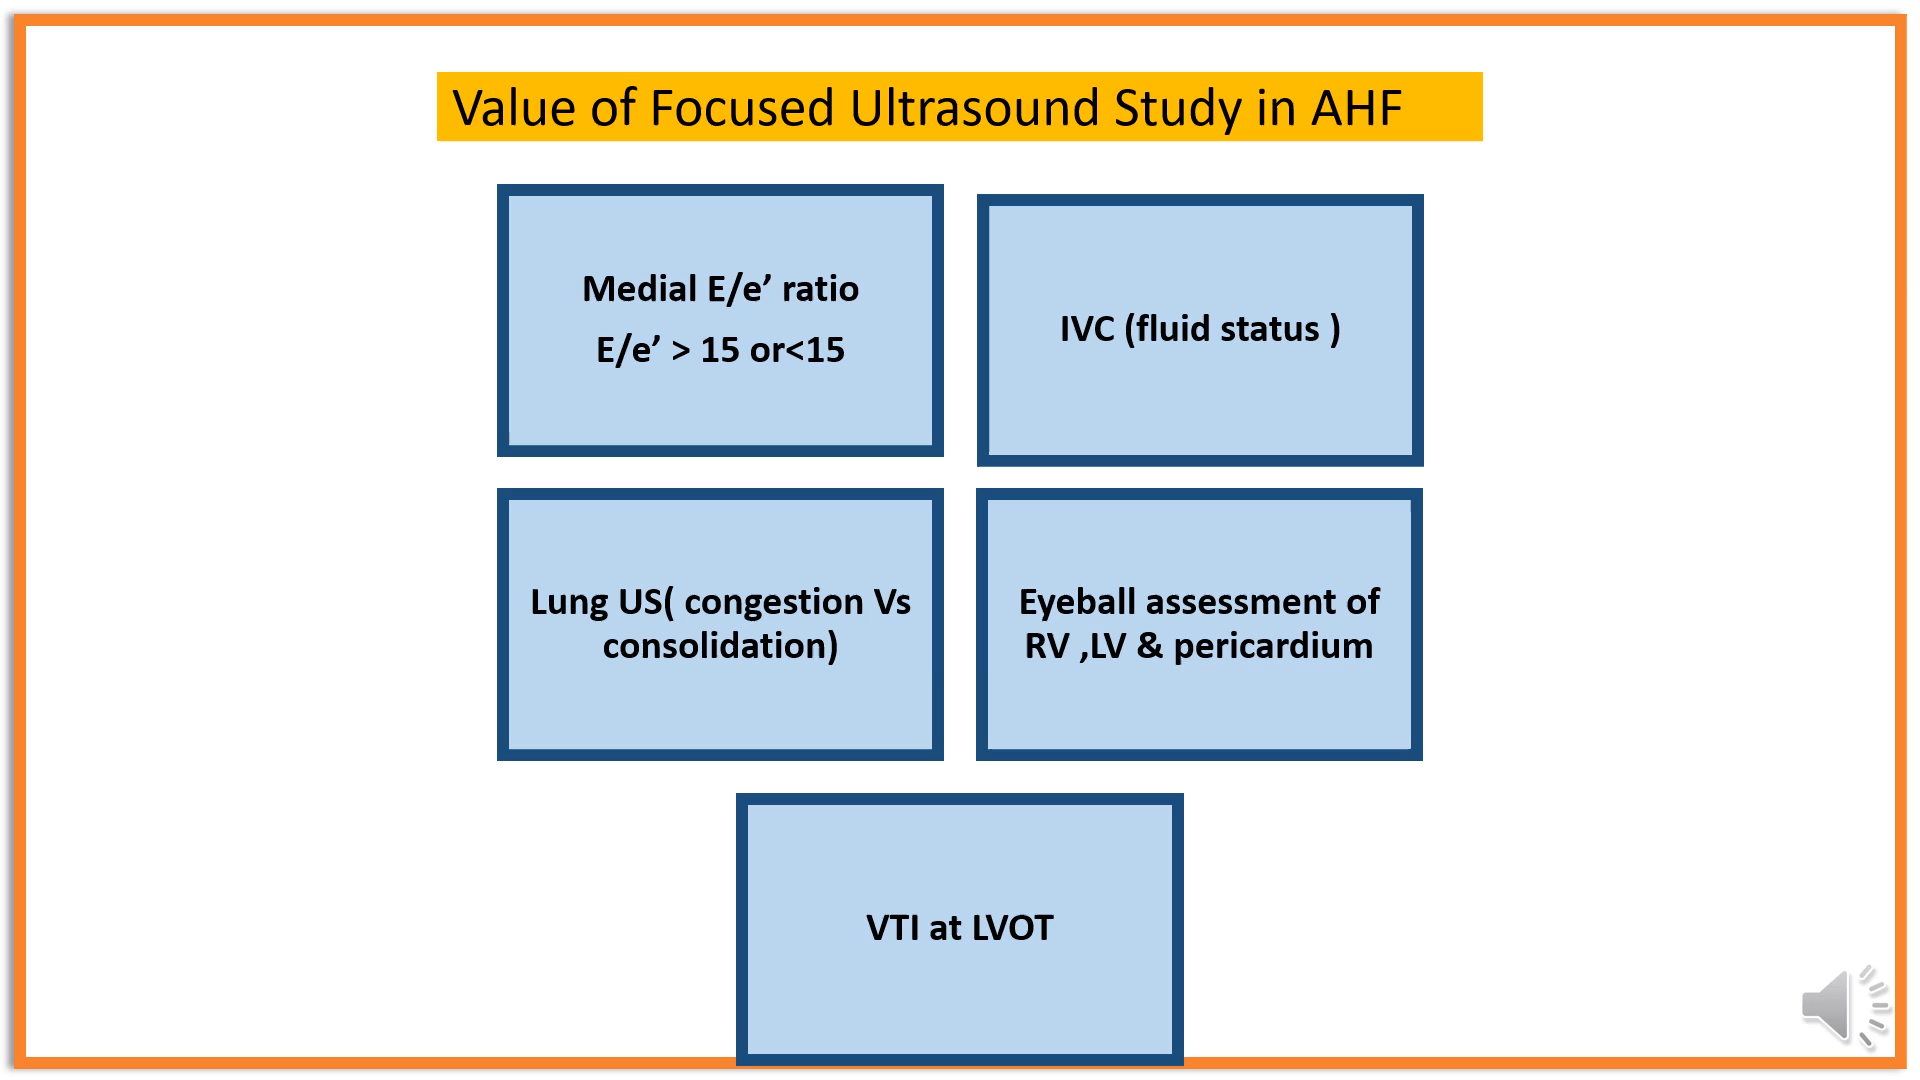 Value of Focused Ultrasound Study in AHF
Medial E/e’ ratio
E/e’ > 15 or<15
IVC (fluid status )
Lung US( congestion Vs
consolidation)
Eyeball assessment of
RV ,LV & pericardium
VTI at LVOT